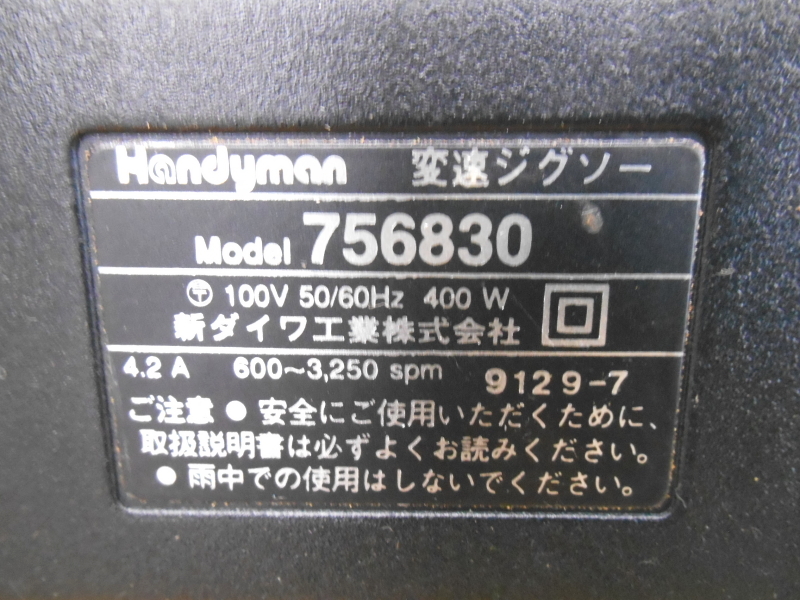 Handyman 変速ジグソー
Model 756830
100V 50/60Hz 400 W
新ダイワ工業株式会社
4.2 A 600~3,250 spm 9129-7
ご注意 ● 安全にご使用いただくために、
取扱説明書は必ずよくお読みください。
● 雨中での使用はしないでください。